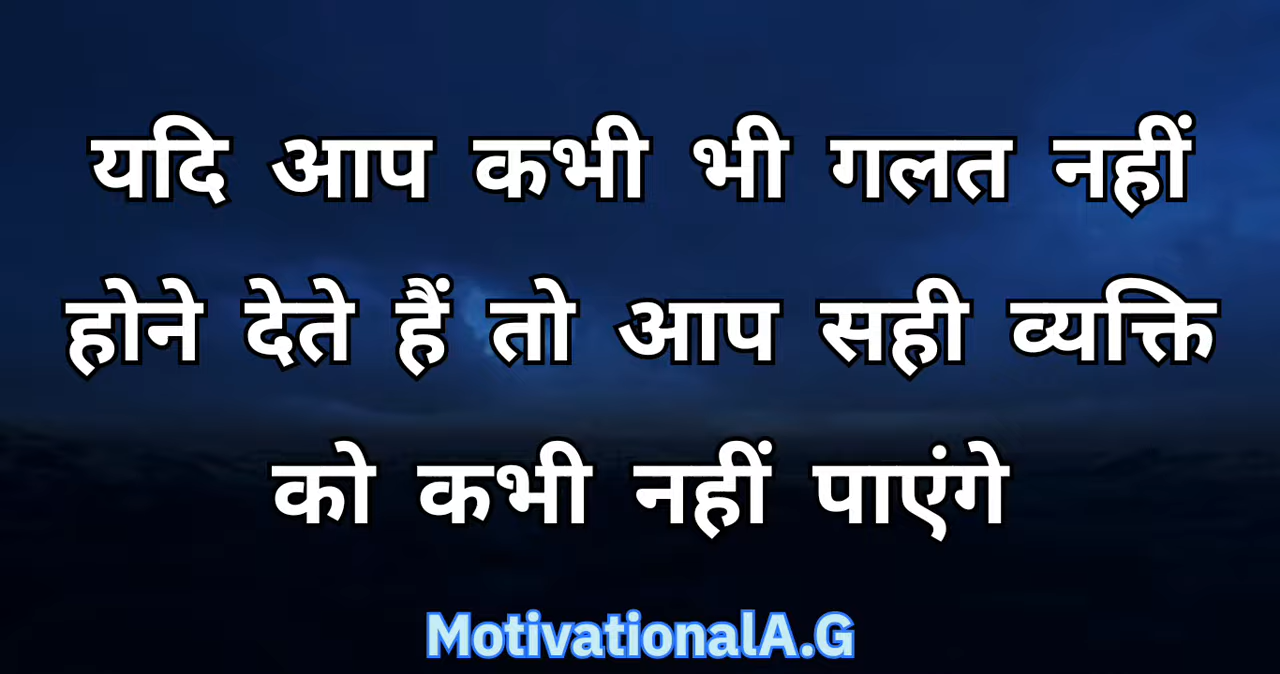 यदि आप कभी भी गलत नहीं
होने देते हैं तो आप सही व्यक्ति
को कभी नहीं पाएंगे
MotivationalA.G